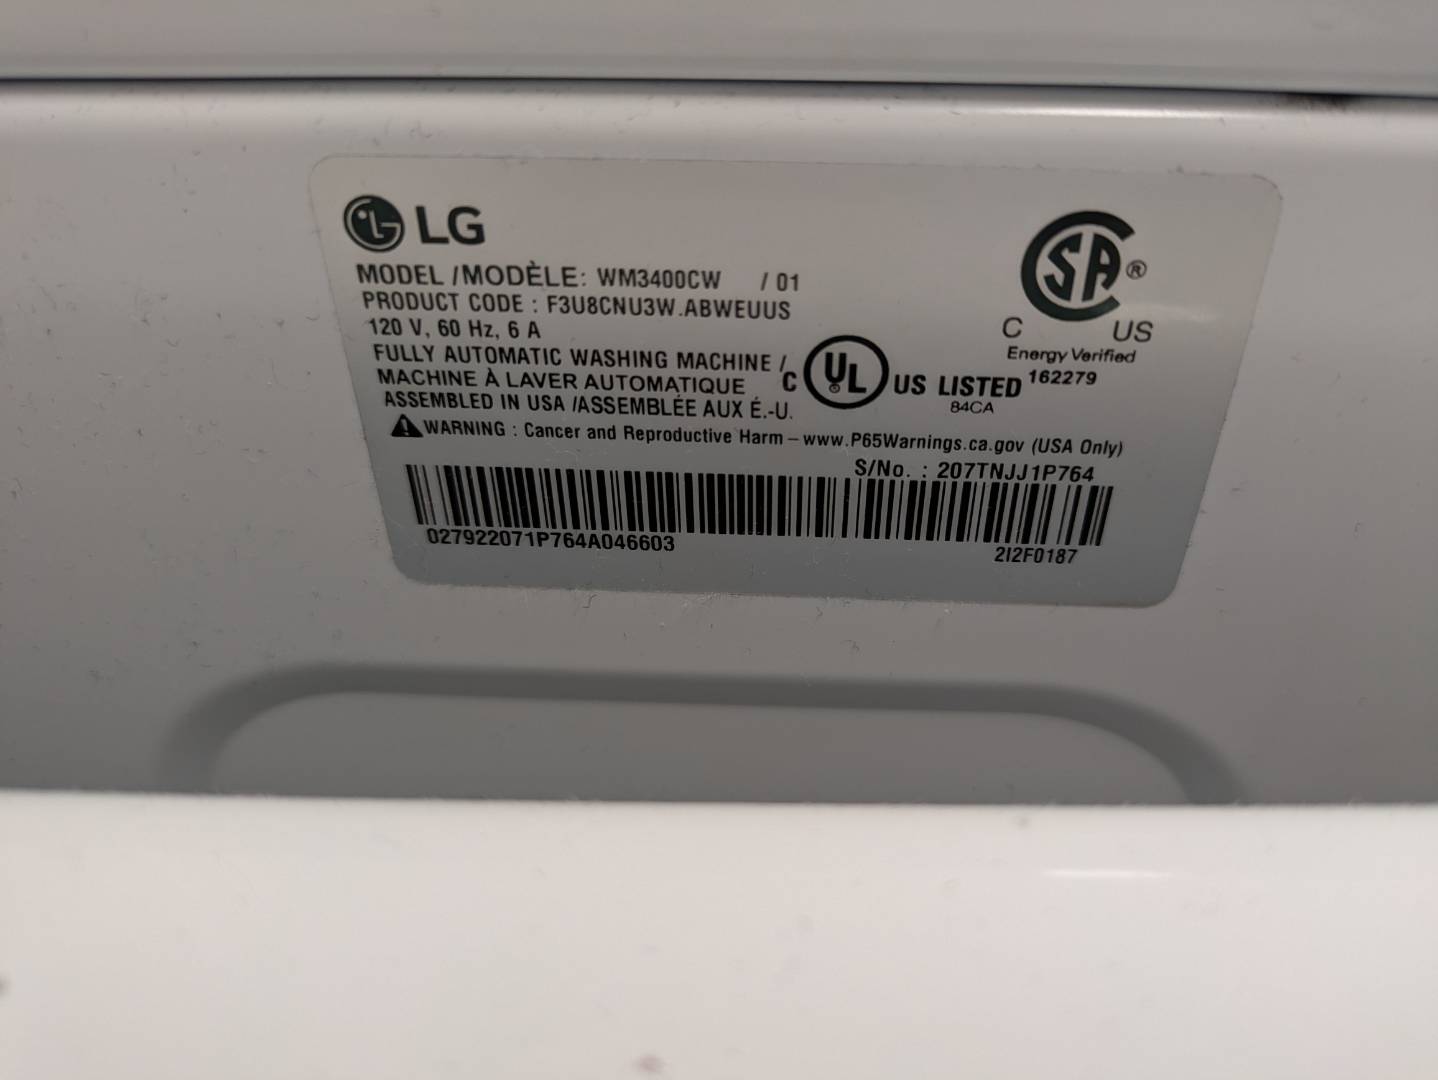 LG
MODEL /MODÈLE: WM3400CW / 01
PRODUCT CODE : F3U8CNU3W.ABWEUUS
120 V, 60 Hz, 6 A
FULLY AUTOMATIC WASHING MACHINE /
MACHINE À LAVER AUTOMATIQUE
ASSEMBLED IN USA /ASSEMBLÉE AUX É.-U.
C UL US LISTED
84CA
SA ®
C US
Energy Verified
162279
WARNING : Cancer and Reproductive Harm – www.P65Warnings.ca.gov (USA Only)
S/No. : 207TNJJ1P764
027922071P764A046603
2I2F0187